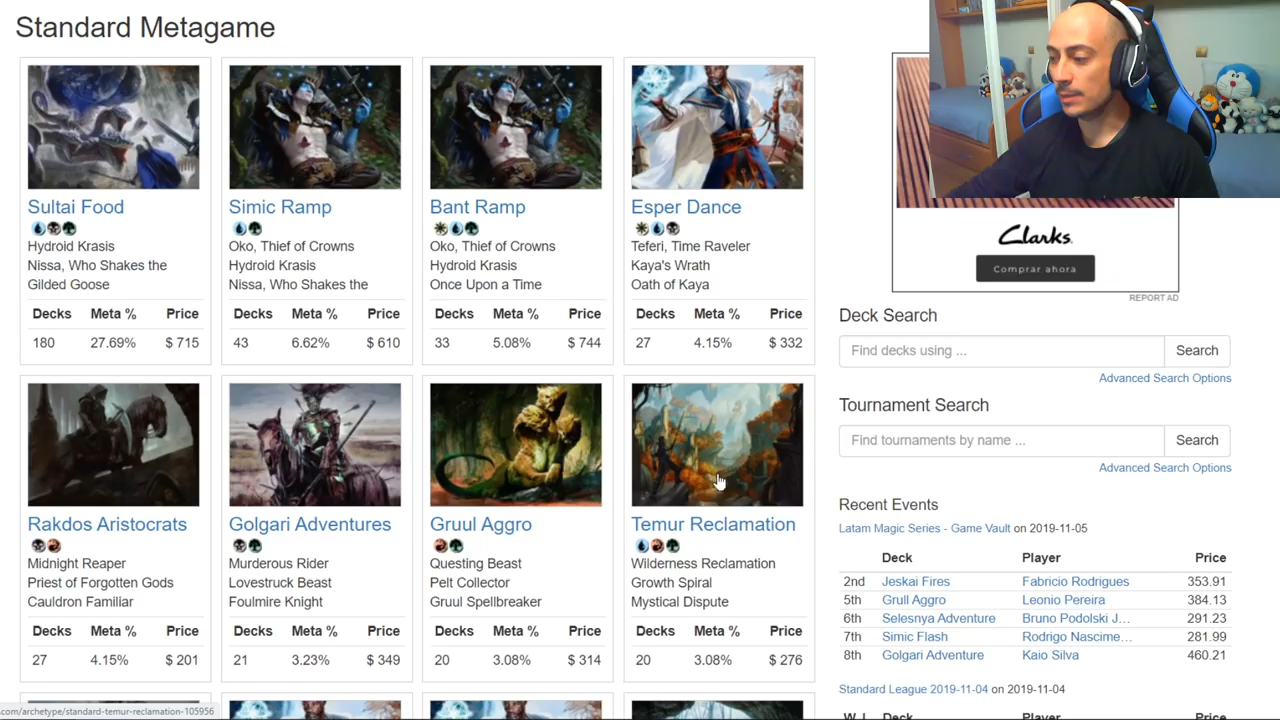 Standard Metagame
Sultai Food
Hydroid Krasis
Nissa, Who Shakes the
Gilded Goose
Decks Meta % Price
180 27.69% $ 715
Simic Ramp
Oko, Thief of Crowns
Hydroid Krasis
Nissa, Who Shakes the
Decks Meta % Price
43 6.62% $ 610
Bant Ramp
Oko, Thief of Crowns
Hydroid Krasis
Once Upon a Time
Decks Meta % Price
33 5.08% $ 744
Esper Dance
Teferi, Time Raveler
Kaya's Wrath
Oath of Kaya
Decks Meta % Price
27 4.15% $ 332
Rakdos Aristocrats
Midnight Reaper
Priest of Forgotten Gods
Cauldron Familiar
Decks Meta % Price
27 4.15% $ 201
Golgari Adventures
Murderous Rider
Lovestruck Beast
Foulmire Knight
Decks Meta % Price
21 3.23% $ 349
Gruul Aggro
Questing Beast
Pelt Collector
Gruul Spellbreaker
Decks Meta % Price
20 3.08% $ 314
Temur Reclamation
Wilderness Reclamation
Growth Spiral
Mystical Dispute
Decks Meta % Price
20 3.08% $ 276
.com/archetype/standard-temur-reclamation-105956
Clarks.
Comprar ahora
REPORT AD
Deck Search
Find decks using ... Search
Advanced Search Options
Tournament Search
Find tournaments by name ... Search
Advanced Search Options
Recent Events
Latam Magic Series - Game Vault on 2019-11-05
Deck Player Price
2nd Jeskai Fires Fabricio Rodrigues 353.91
5th Grull Aggro Leonio Pereira 384.13
6th Selesnya Adventure Bruno Podolski J... 291.23
7th Simic Flash Rodrigo Nascime... 281.99
8th Golgari Adventure Kaio Silva 460.21
Standard League 2019-11-04 on 2019-11-04